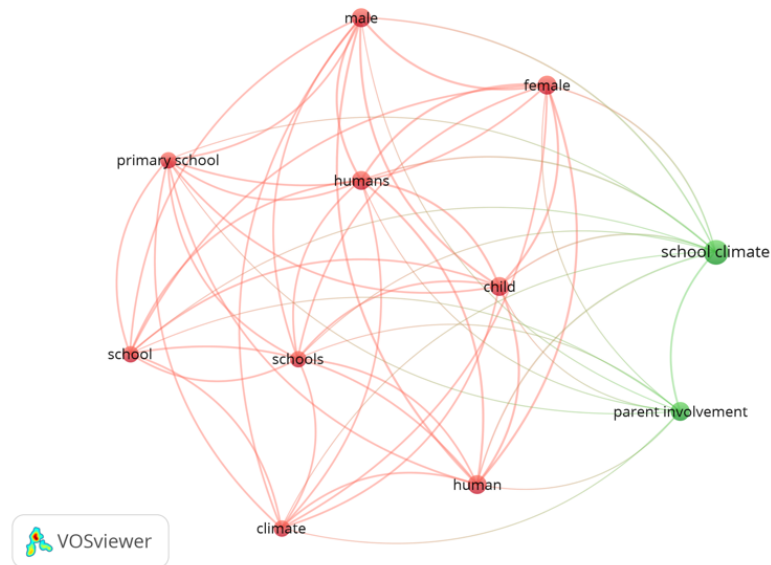 male
female
primary school
humans
school climate
child
school
schools
parent involvement
human
climate
VOSviewer